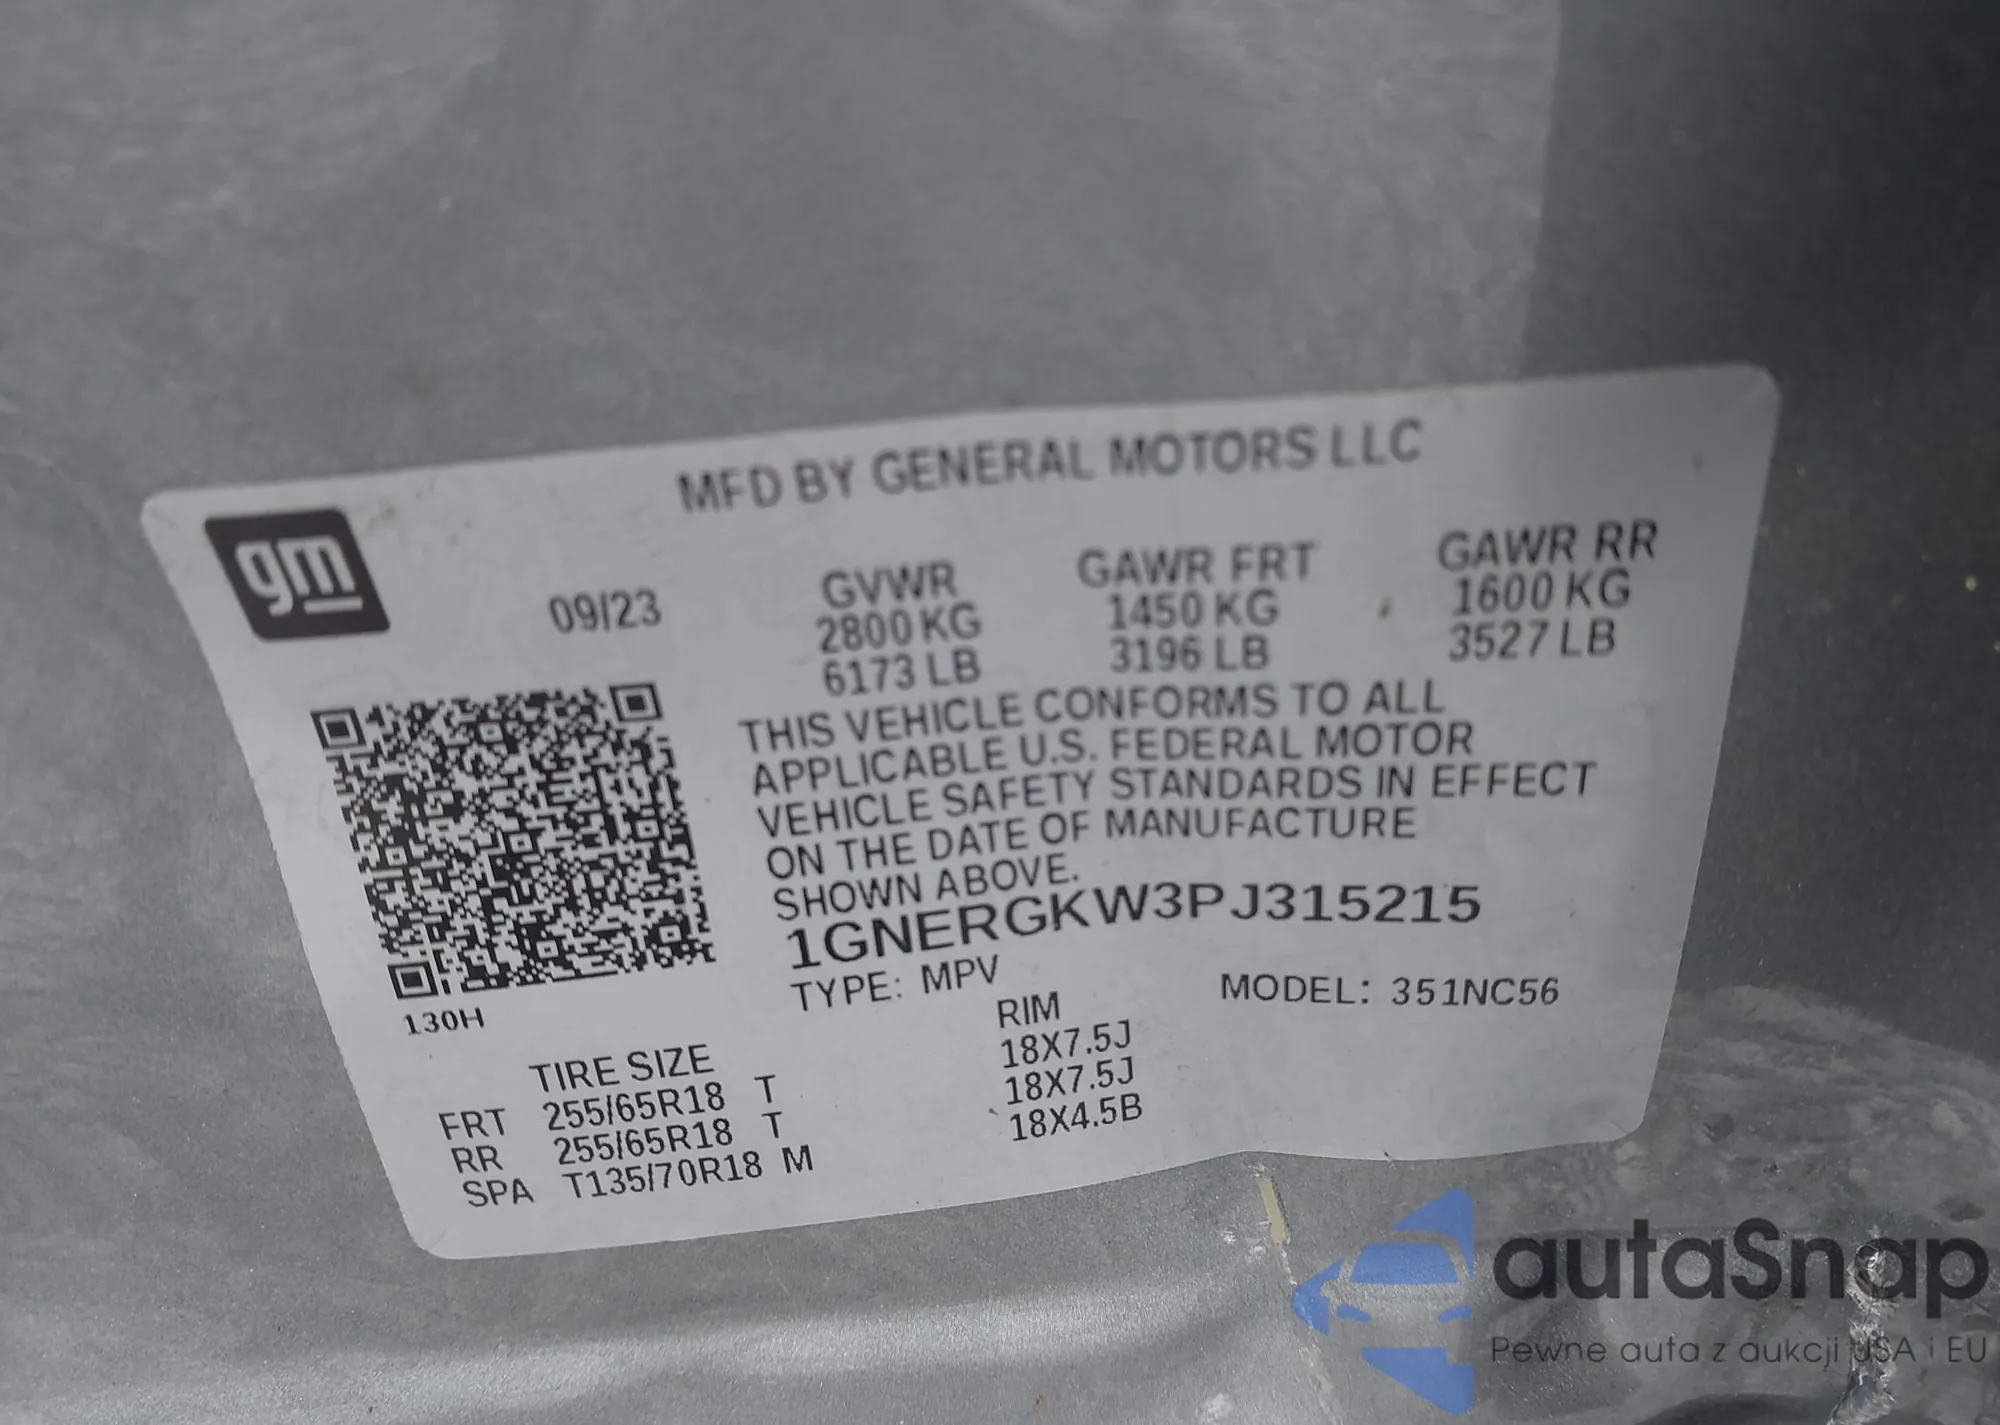 MFD BY GENERAL MOTORS LLC
gm
09/23
GVWR GAWR FRT GAWR RR
2800 KG 1450 KG 1600 KG
6173 LB 3196 LB 3527 LB
THIS VEHICLE CONFORMS TO ALL
APPLICABLE U.S. FEDERAL MOTOR
VEHICLE SAFETY STANDARDS IN EFFECT
ON THE DATE OF MANUFACTURE
SHOWN ABOVE.
1GNERGKW3PJ315215
TYPE: MPV MODEL: 351NC56
130H
TIRE SIZE RIM
FRT 255/65R18 T 18X7.5J
RR 255/65R18 T 18X7.5J
SPA T135/70R18 M 18X4.5B
autaSnap
Pewne auta z aukcji USA i EU